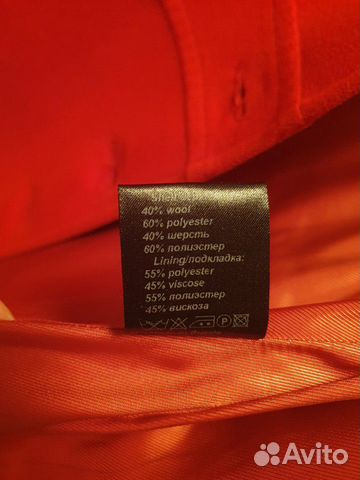 40% wool
60% polyester
40% шерсть
60% полиэстер
Lining/подкладка:
55% polyester
45% viscose
55% полиэстер
45% вискоза
P
Avito